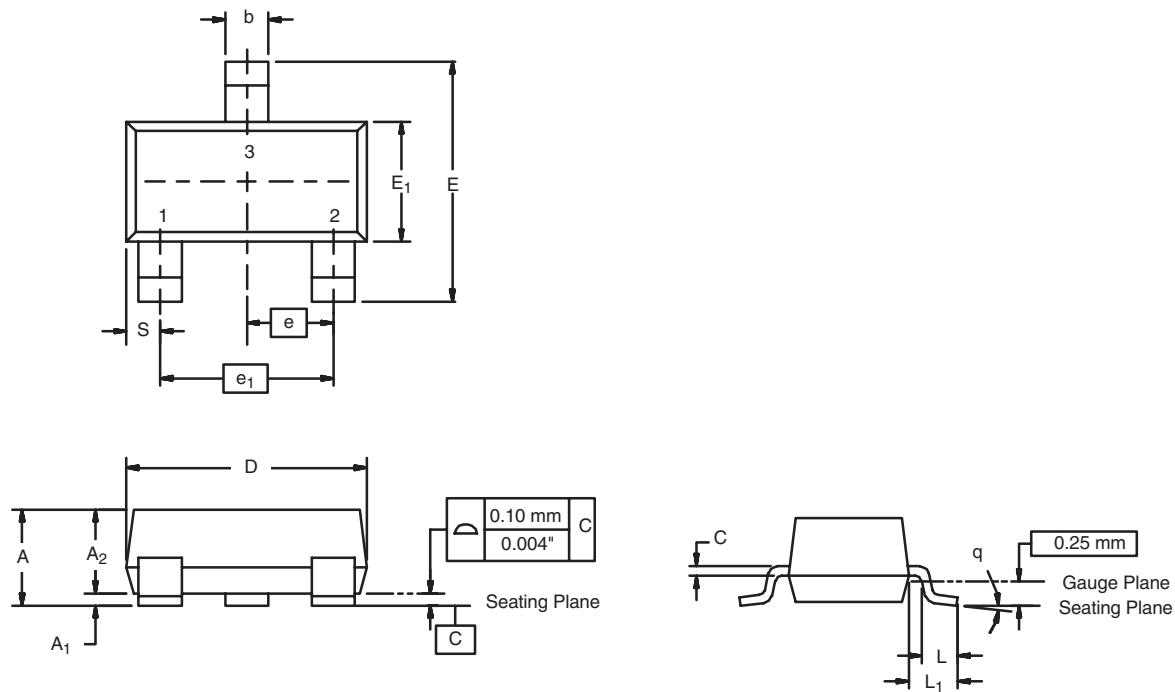 b
3
E₁
E
1
2
S
e
e₁
D
A
A₂
0.10 mm
C
0.004"
Seating Plane
A₁
C
C
q
0.25 mm
Gauge Plane
Seating Plane
L
L₁